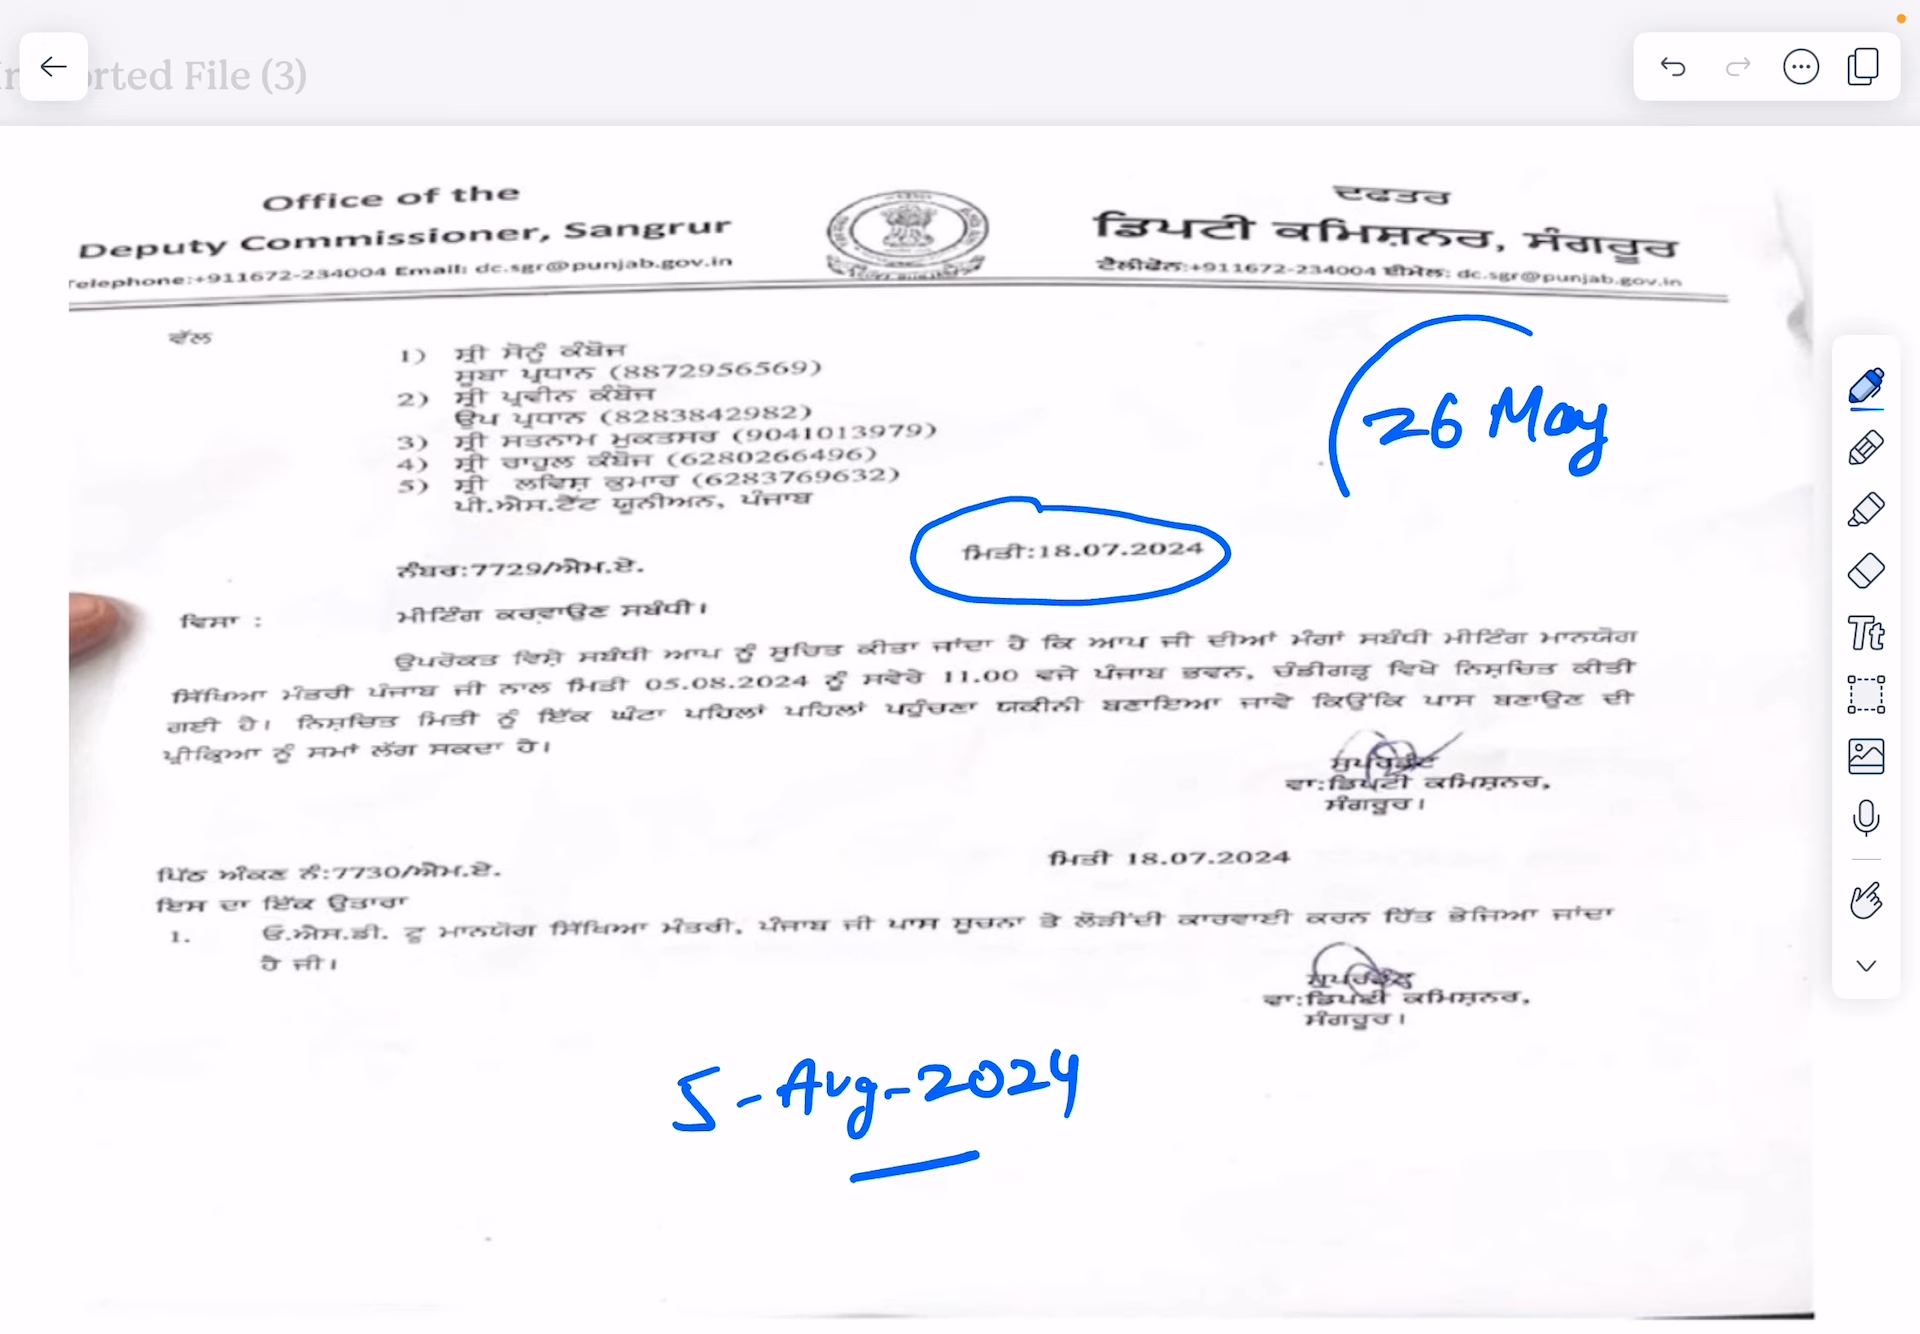 Imported File (3)
Office of the
Deputy Commissioner, Sangrur
Telephone:+911672-234004 Email: dc.sgr@punjab.gov.in
ਦਫਤਰ
ਡਿਪਟੀ ਕਮਿਸ਼ਨਰ, ਸੰਗਰੂਰ
ਟੈਲੀਫੋਨ:+911672-234004 ਈਮੇਲ: dc.sgr@punjab.gov.in
ਵੱਲ
1) ਸ੍ਰੀ ਸੋਨੂੰ ਕੰਬੋਜ
ਸੂਬਾ ਪ੍ਰਧਾਨ (8872956569)
2) ਸ੍ਰੀ ਪ੍ਰਵੀਨ ਕੰਬੋਜ
ਉਪ ਪ੍ਰਧਾਨ (8283842982)
3) ਸ੍ਰੀ ਸਤਨਾਮ ਮੁਕਤਸਰ (9041013979)
4) ਸ੍ਰੀ ਰਾਹੁਲ ਕੰਬੋਜ (6280266496)
5) ਸ੍ਰੀ ਲਵਿਸ਼ ਕੁਮਾਰ (6283769632)
ਪੀ.ਐਸ.ਟੈੱਟ ਯੂਨੀਅਨ, ਪੰਜਾਬ
26 May
ਨੰਬਰ:7729/ਐਮ.ਏ.
ਮਿਤੀ:18.07.2024
ਵਿਸਾ :
ਮੀਟਿੰਗ ਕਰਵਾਉਣ ਸਬੰਧੀ।
ਉਪਰੋਕਤ ਵਿਸ਼ੇ ਸਬੰਧੀ ਆਪ ਨੂੰ ਸੂਚਿਤ ਕੀਤਾ ਜਾਂਦਾ ਹੈ ਕਿ ਆਪ ਜੀ ਦੀਆਂ ਮੰਗਾਂ ਸਬੰਧੀ ਮੀਟਿੰਗ ਮਾਨਯੋਗ
ਸਿੱਖਿਆ ਮੰਤਰੀ ਪੰਜਾਬ ਜੀ ਨਾਲ ਮਿਤੀ 05.08.2024 ਨੂੰ ਸਵੇਰੇ 11.00 ਵਜੇ ਪੰਜਾਬ ਭਵਨ, ਚੰਡੀਗੜ੍ਹ ਵਿਖੇ ਨਿਸ਼ਚਿਤ ਕੀਤੀ
ਗਈ ਹੈ। ਨਿਸ਼ਚਿਤ ਮਿਤੀ ਨੂੰ ਇੱਕ ਘੰਟਾ ਪਹਿਲਾਂ ਪਹਿਲਾਂ ਪਹੁੰਚਣਾ ਯਕੀਨੀ ਬਣਾਇਆ ਜਾਵੇ ਕਿਉਂਕਿ ਪਾਸ ਬਣਾਉਣ ਦੀ
ਪ੍ਰੀਕ੍ਰਿਆ ਨੂੰ ਸਮਾਂ ਲੱਗ ਸਕਦਾ ਹੈ।
ਵਾ:ਡਿਪਟੀ ਕਮਿਸ਼ਨਰ,
ਸੰਗਰੂਰ।
ਪਿੱਠ ਅੰਕਣ ਨੰ:7730/ਐਮ.ਏ.
ਮਿਤੀ 18.07.2024
ਇਸ ਦਾ ਇੱਕ ਉਤਾਰਾ
1. ਓ.ਐਸ.ਡੀ. ਟੂ ਮਾਨਯੋਗ ਸਿੱਖਿਆ ਮੰਤਰੀ, ਪੰਜਾਬ ਜੀ ਪਾਸ ਸੂਚਨਾ ਤੇ ਲੋੜੀਂਦੀ ਕਾਰਵਾਈ ਕਰਨ ਹਿੱਤ ਭੇਜਿਆ ਜਾਂਦਾ
ਹੈ ਜੀ।
ਵਾ:ਡਿਪਟੀ ਕਮਿਸ਼ਨਰ,
ਸੰਗਰੂਰ।
5-Aug-2024
Tt